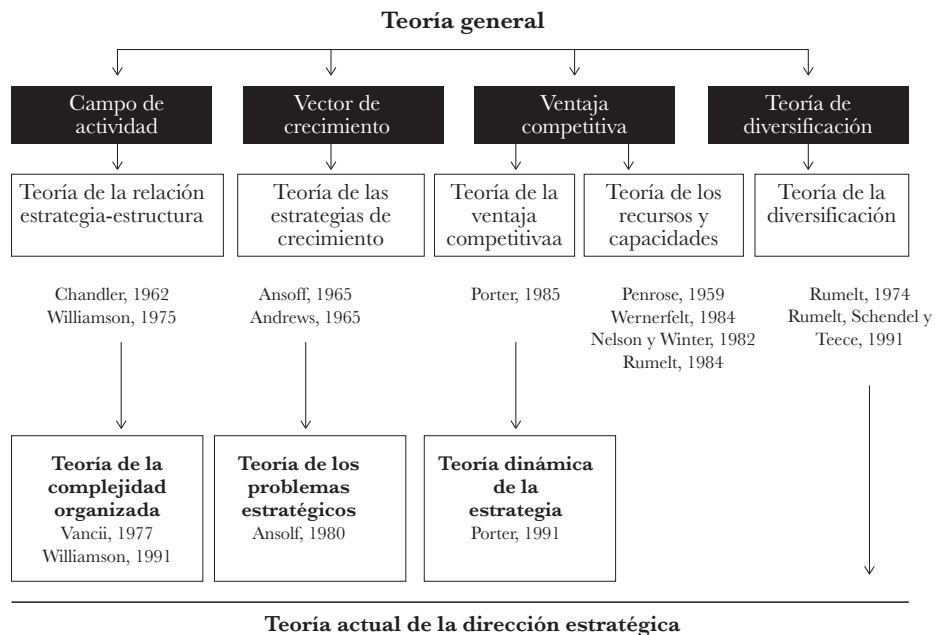 Teoría general
Campo de
actividad
Vector de
crecimiento
Ventaja
competitiva
Teoría de
diversificación
Teoría de la relación
estrategia-estructura
Teoría de las
estrategias de
crecimiento
Teoría de la
ventaja
competitivaa
Teoría de los
recursos y
capacidades
Teoría de la
diversificación
Chandler, 1962
Williamson, 1975
Ansoff, 1965
Andrews, 1965
Porter, 1985
Penrose, 1959
Wernerfelt, 1984
Nelson y Winter, 1982
Rumelt, 1984
Rumelt, 1974
Rumelt, Schendel y
Teece, 1991
Teoría de la
complejidad
organizada
Vancii, 1977
Williamson, 1991
Teoría de los
problemas
estratégicos
Ansolf, 1980
Teoría dinámica
de la
estrategia
Porter, 1991
Teoría actual de la dirección estratégica